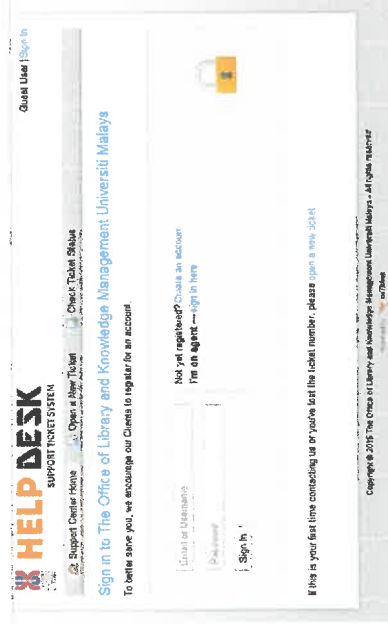 Guest User | Sign In
HELP DESK
SUPPORT TICKET SYSTEM
Support Center Home
Open a New Ticket
Check Ticket Status
Sign in to The Office of Library and Knowledge Management Universiti Malays
To better serve you, we encourage our Clients to register for an account.
Email or Username
Not yet registered? Create an account
Password
I'm an agent — sign in here
Sign In
If this is your first time contacting us or you've lost the ticket number, please open a new ticket
Copyright © 2015 The Office of Library and Knowledge Management Universiti Malays - All rights reserved